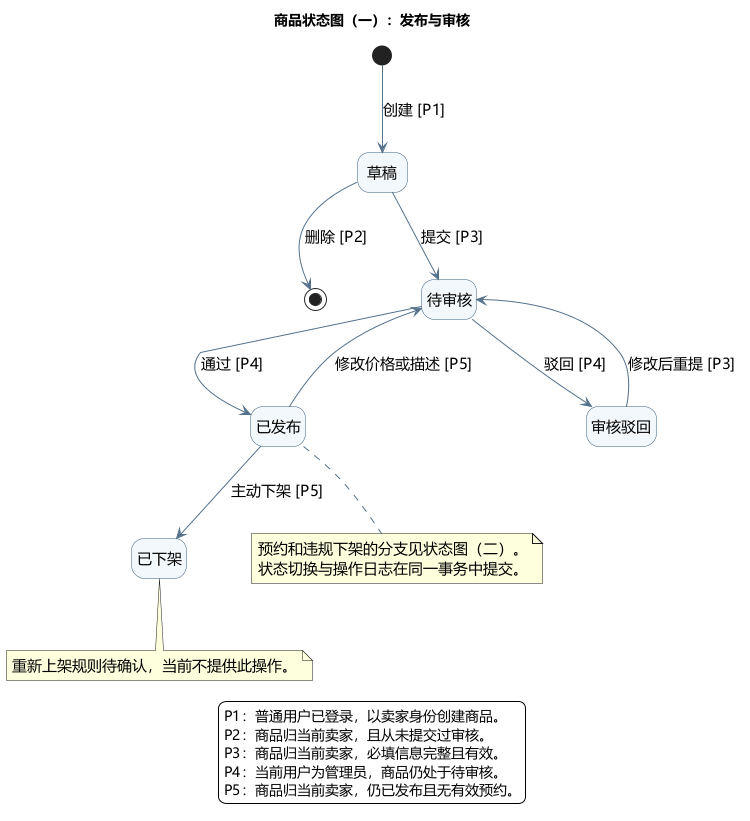 商品状态图（一）：发布与审核
创建 [P1]
草稿
删除 [P2]
提交 [P3]
待审核
通过 [P4]
修改价格或描述 [P5]
驳回 [P4]
修改后重提 [P3]
已发布
审核驳回
主动下架 [P5]
预约和违规下架的分支见状态图（二）。
状态切换与操作日志在同一事务中提交。
已下架
重新上架规则待确认，当前不提供此操作。
P1：普通用户已登录，以卖家身份创建商品。
P2：商品归当前卖家，且从未提交过审核。
P3：商品归当前卖家，必填信息完整且有效。
P4：当前用户为管理员，商品仍处于待审核。
P5：商品归当前卖家，仍已发布且无有效预约。